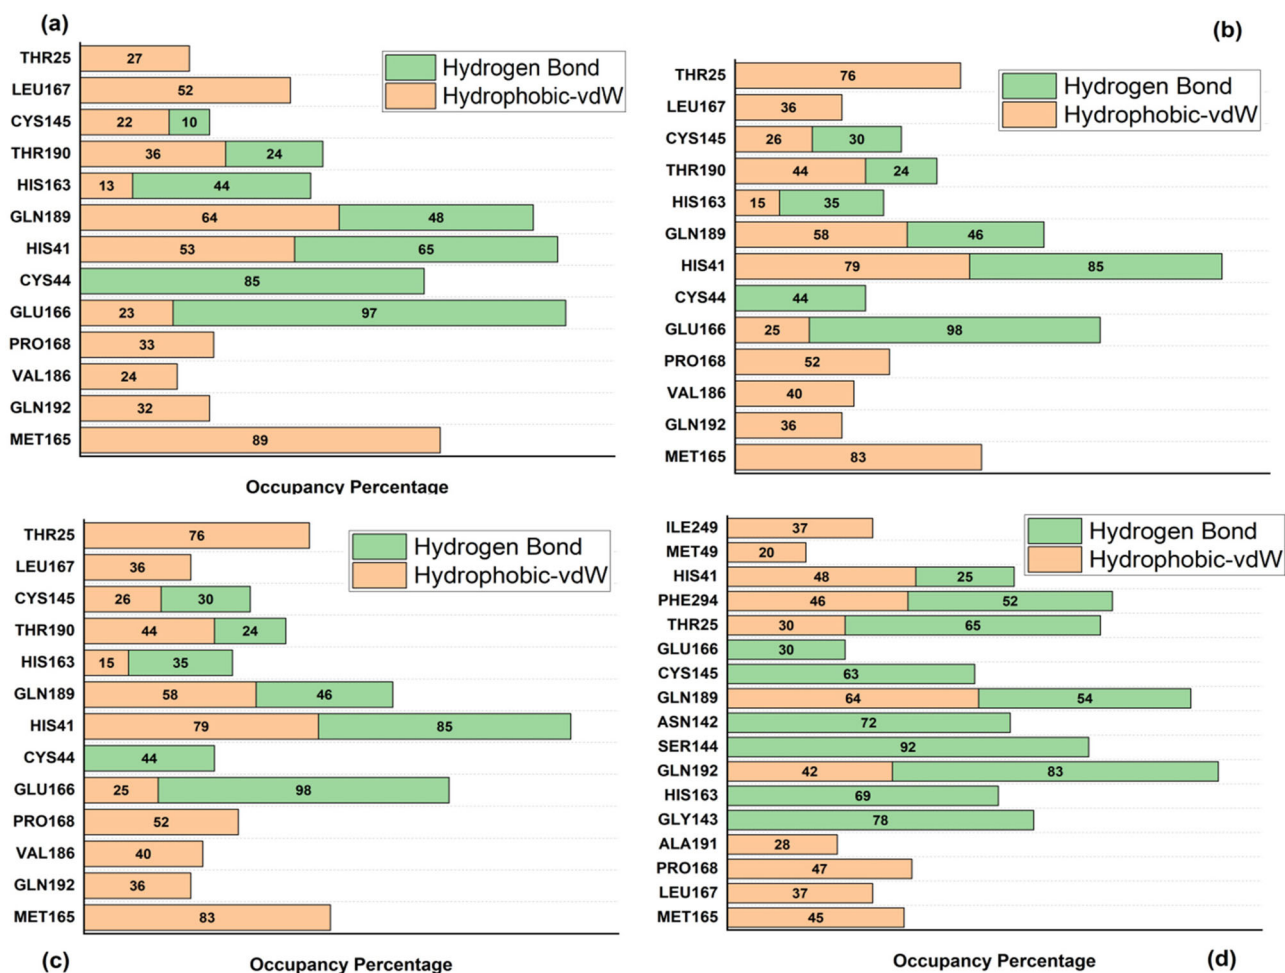 (a)
Hydrogen Bond
Hydrophobic-vdW
THR25 27
LEU167 52
CYS145 22 10
THR190 36 24
HIS163 13 44
GLN189 64 48
HIS41 53 65
CYS44 85
GLU166 23 97
PRO168 33
VAL186 24
GLN192 32
MET165 89
Occupancy Percentage
(b)
Hydrogen Bond
Hydrophobic-vdW
THR25 76
LEU167 36
CYS145 26 30
THR190 44 24
HIS163 15 35
GLN189 58 46
HIS41 79 85
CYS44 44
GLU166 25 98
PRO168 52
VAL186 40
GLN192 36
MET165 83
Hydrogen Bond
Hydrophobic-vdW
THR25 76
LEU167 36
CYS145 26 30
THR190 44 24
HIS163 15 35
GLN189 58 46
HIS41 79 85
CYS44 44
GLU166 25 98
PRO168 52
VAL186 40
GLN192 36
MET165 83
(c)
Occupancy Percentage
Hydrogen Bond
Hydrophobic-vdW
ILE249 37
MET49 20
HIS41 48 25
PHE294 46 52
THR25 30 65
GLU166 30
CYS145 63
GLN189 64 54
ASN142 72
SER144 92
GLN192 42 83
HIS163 69
GLY143 78
ALA191 28
PRO168 47
LEU167 37
MET165 45
Occupancy Percentage
(d)